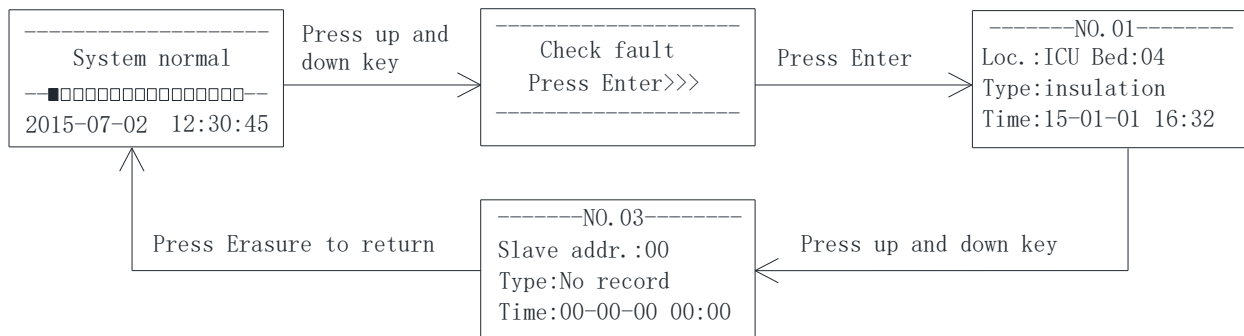 --------------------
System normal
--■□□□□□□□□□□□□□□□--
2015-07-02 12:30:45
Press up and
down key
--------------------
Check fault
Press Enter>>>
--------------------
Press Enter
-------NO.01--------
Loc.:ICU Bed:04
Type:insulation
Time:15-01-01 16:32
Press up and down key
-------NO.03--------
Slave addr.:00
Type:No record
Time:00-00-00 00:00
Press Erasure to return